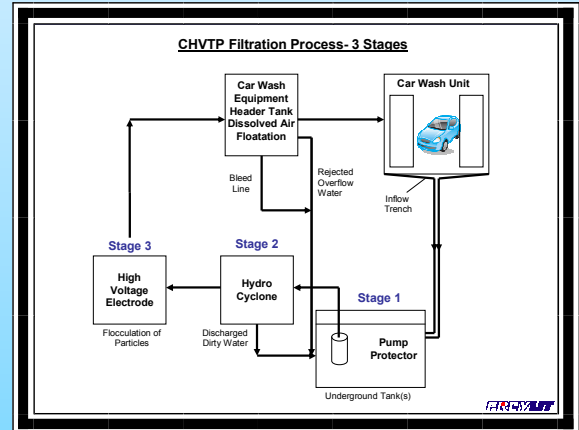 CHVTP Filtration Process- 3 Stages
Car Wash
Equipment
Header Tank
Dissolved Air
Floatation
Car Wash Unit
Bleed
Line
Rejected
Overflow
Water
Inflow
Trench
Stage 3
Stage 2
Stage 1
High
Voltage
Electrode
Hydro
Cyclone
Pump
Protector
Flocculation of
Particles
Discharged
Dirty Water
Underground Tank(s)